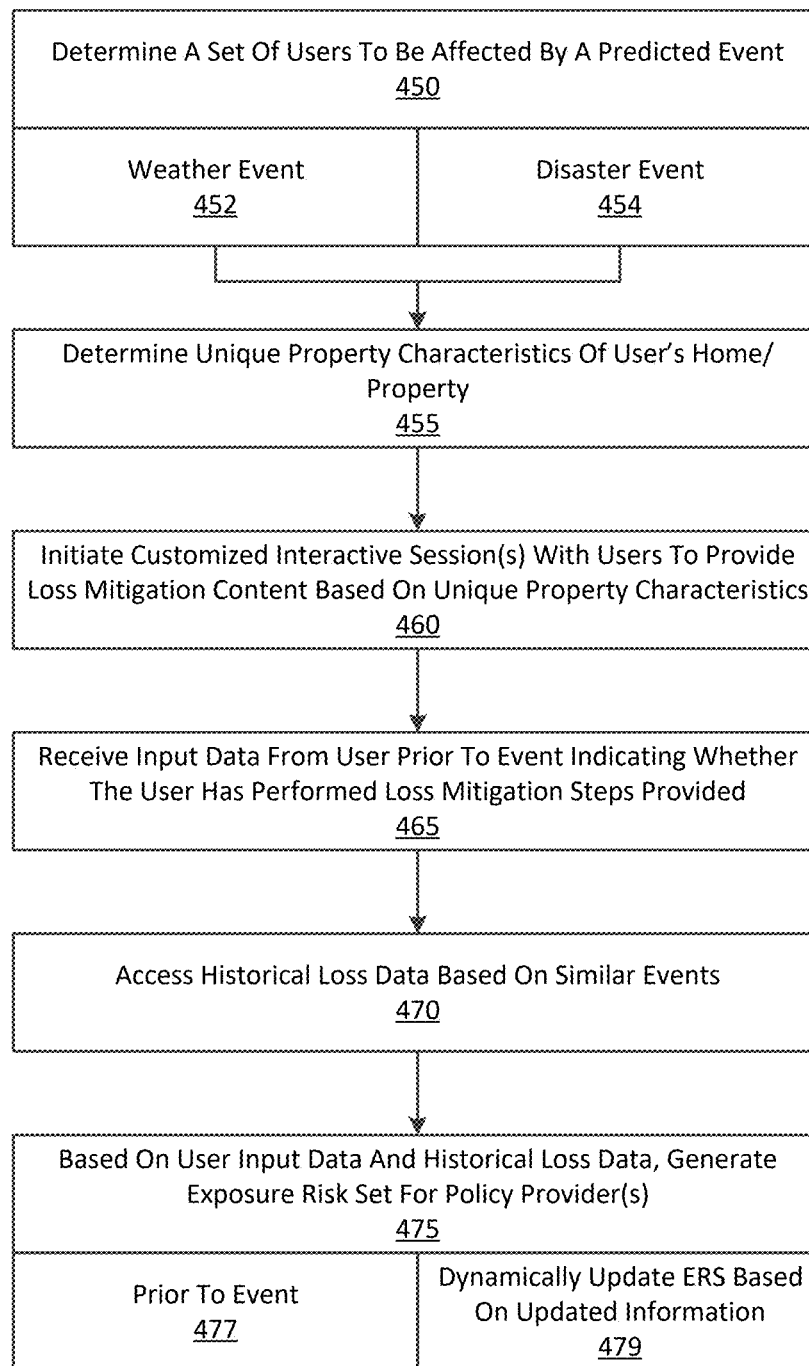 Determine A Set Of Users To Be Affected By A Predicted Event
450
Weather Event
452
Disaster Event
454
Determine Unique Property Characteristics Of User's Home/
Property
455
Initiate Customized Interactive Session(s) With Users To Provide
Loss Mitigation Content Based On Unique Property Characteristics
460
Receive Input Data From User Prior To Event Indicating Whether
The User Has Performed Loss Mitigation Steps Provided
465
Access Historical Loss Data Based On Similar Events
470
Based On User Input Data And Historical Loss Data, Generate
Exposure Risk Set For Policy Provider(s)
475
Prior To Event
477
Dynamically Update ERS Based
On Updated Information
479